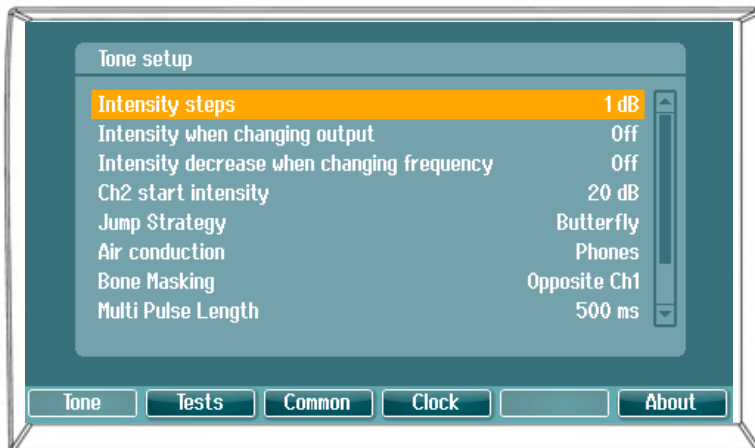 Tone setup
Intensity steps 1 dB
Intensity when changing output Off
Intensity decrease when changing frequency Off
Ch2 start intensity 20 dB
Jump Strategy Butterfly
Air conduction Phones
Bone Masking Opposite Ch1
Multi Pulse Length 500 ms
Tone Tests Common Clock About